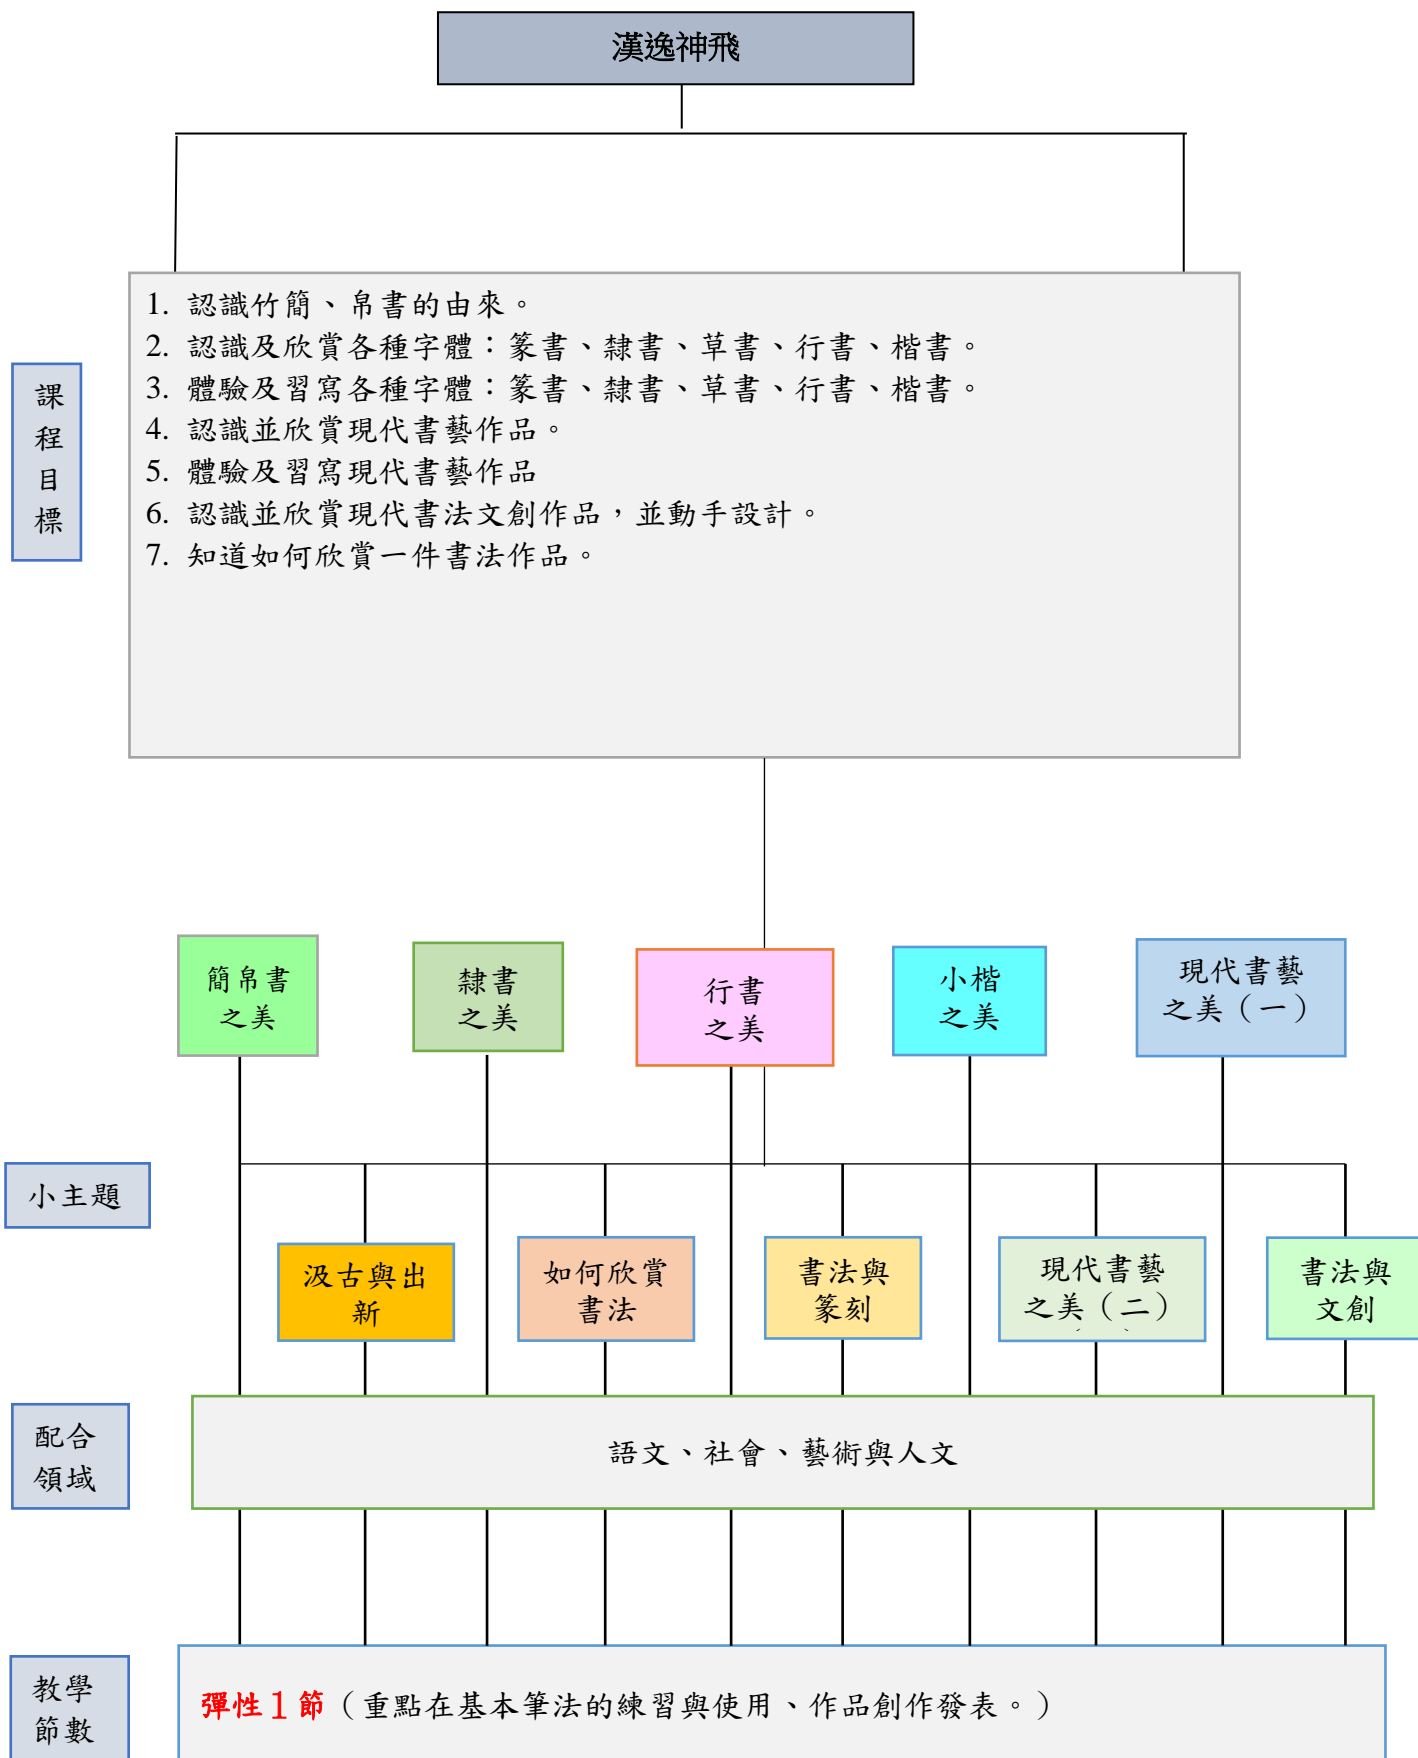 漢逸神飛
課
程
目
標
1. 認識竹簡、帛書的由來。
2. 認識及欣賞各種字體：篆書、隸書、草書、行書、楷書。
3. 體驗及習寫各種字體：篆書、隸書、草書、行書、楷書。
4. 認識並欣賞現代書藝作品。
5. 體驗及習寫現代書藝作品
6. 認識並欣賞現代書法文創作品，並動手設計。
7. 知道如何欣賞一件書法作品。
簡帛書
之美
隸書
之美
行書
之美
小楷
之美
現代書藝
之美（一）
小主題
汲古與出
新
如何欣賞
書法
書法與
篆刻
現代書藝
之美（二）
書法與
文創
配合
領域
語文、社會、藝術與人文
教學
節數
彈性１節（重點在基本筆法的練習與使用、作品創作發表。）